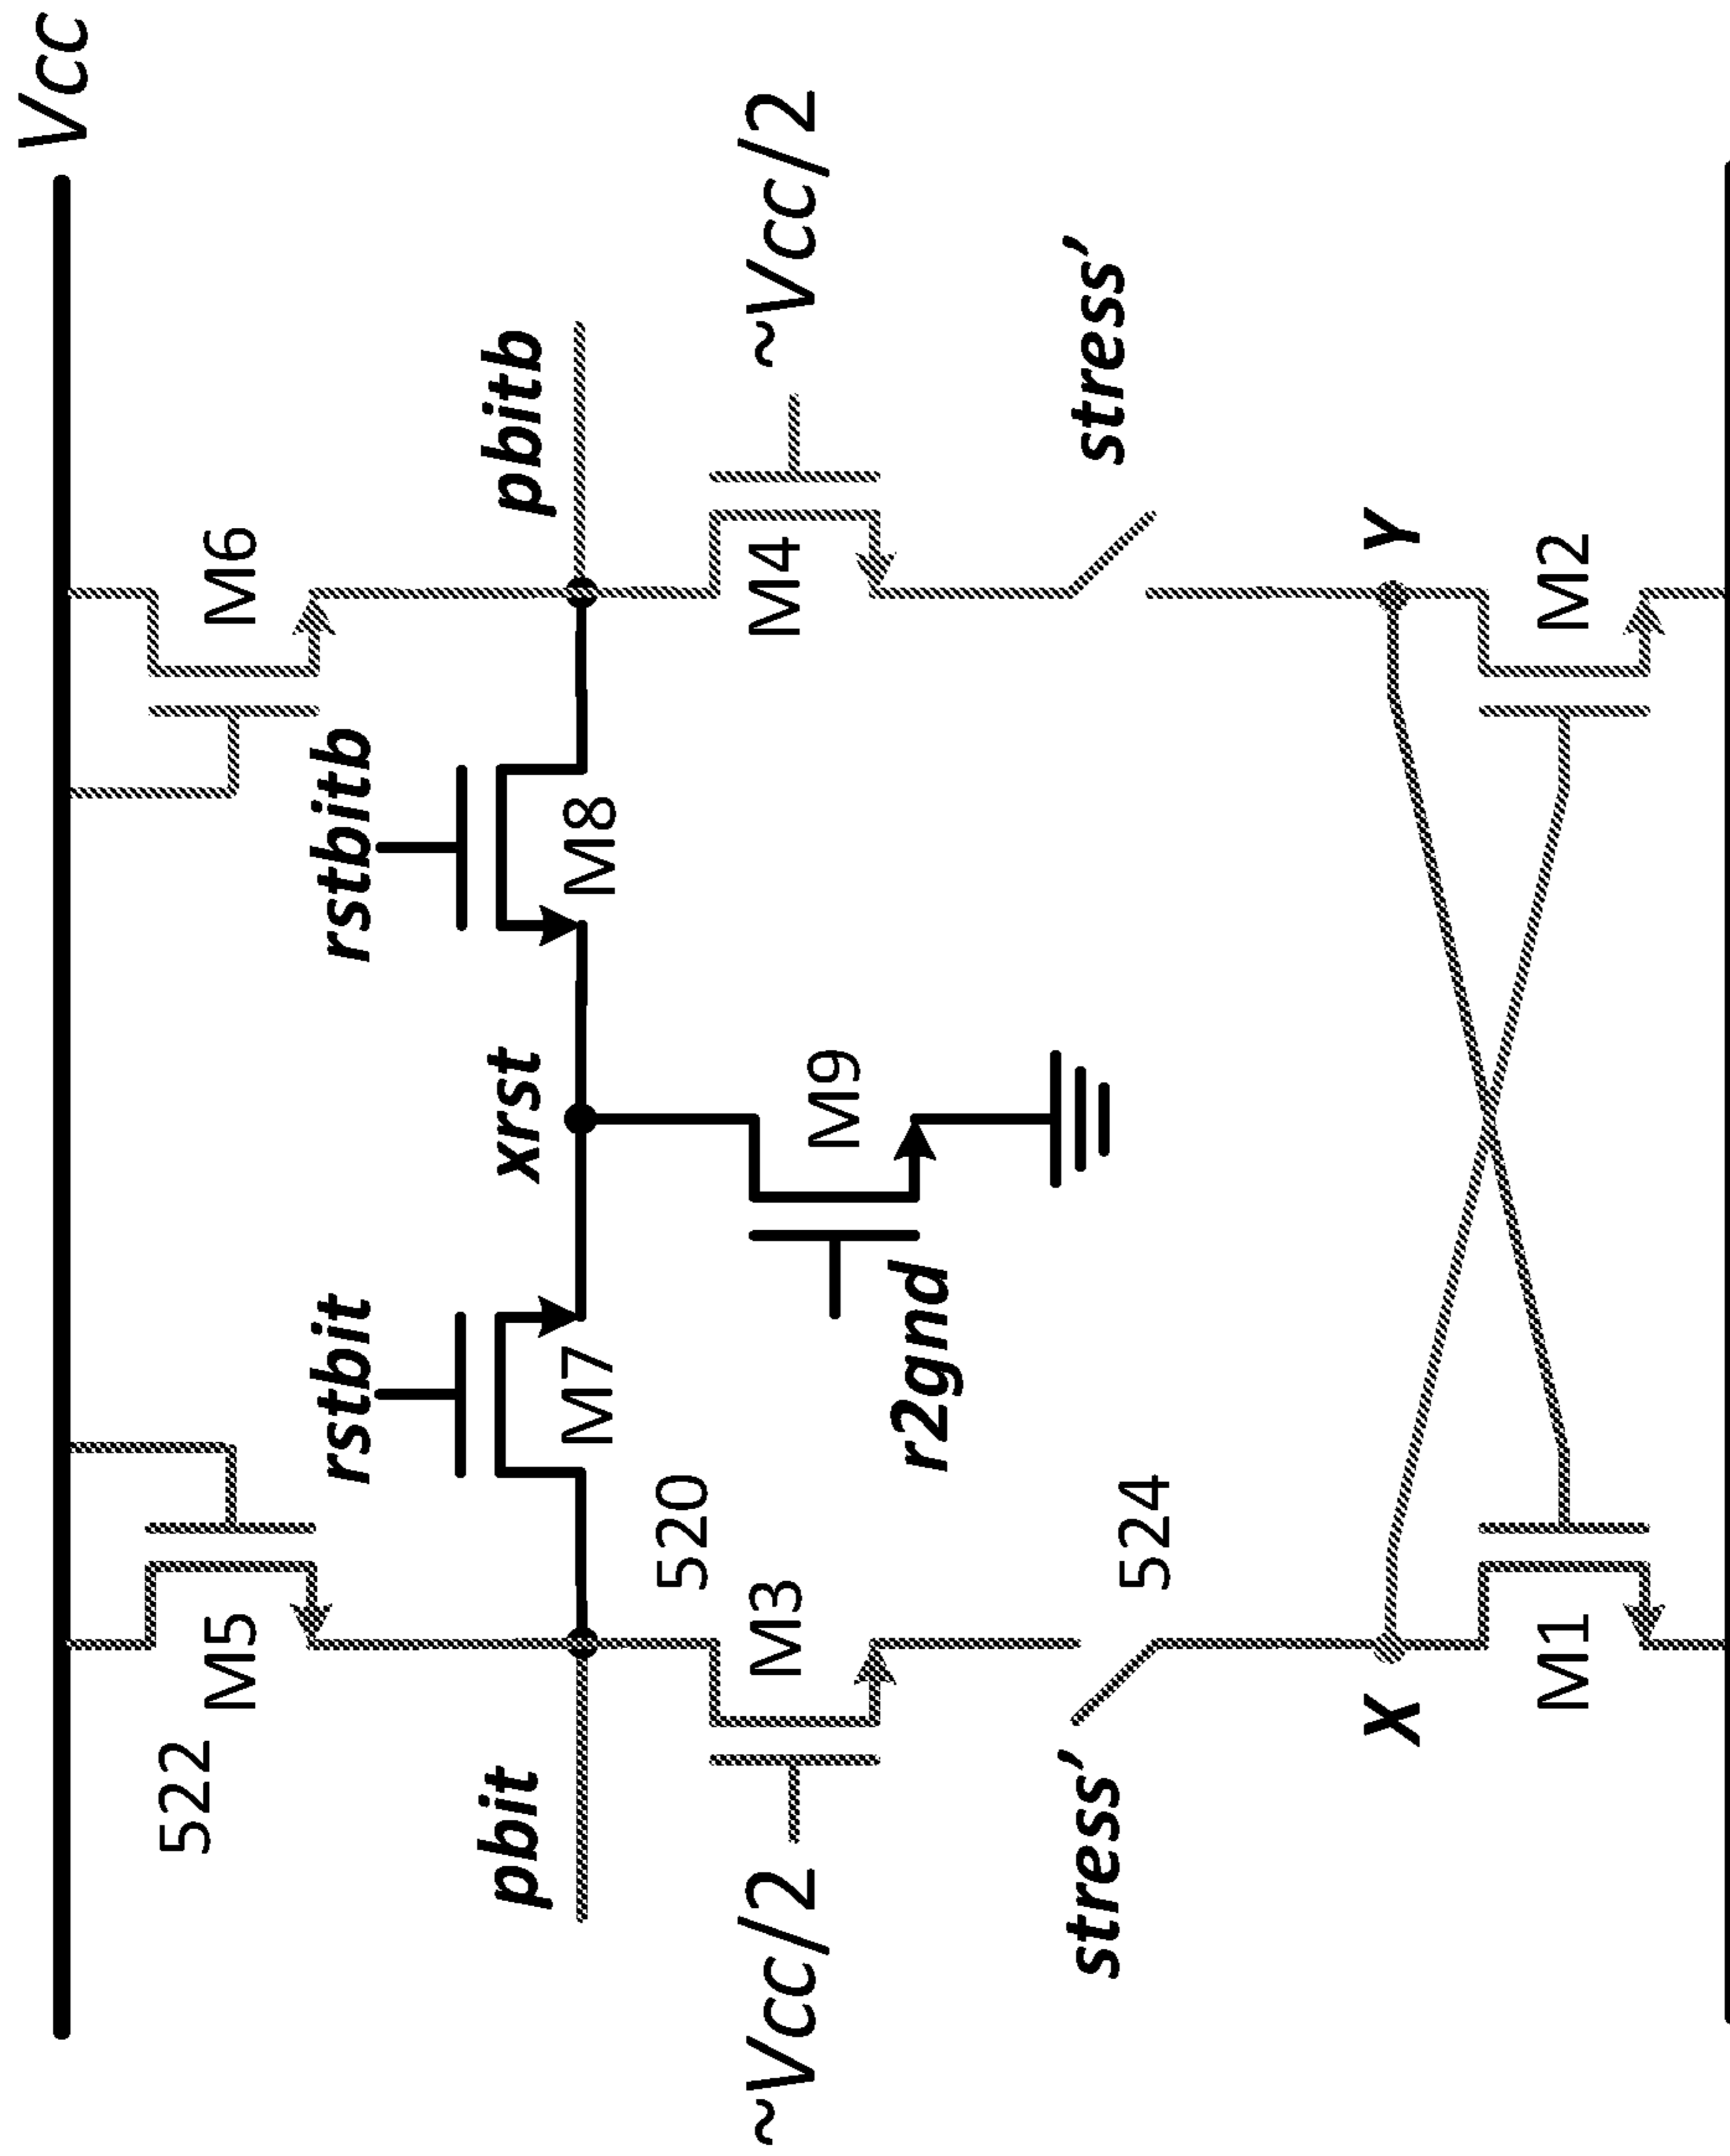 Vcc
522
M5
M6
rstbit
rstbitb
pbit
xrst
pbitb
M7
M8
520
~Vcc/2
M3
M9
M4
~Vcc/2
r2gnd
stress'
524
stress'
X
Y
M1
M2